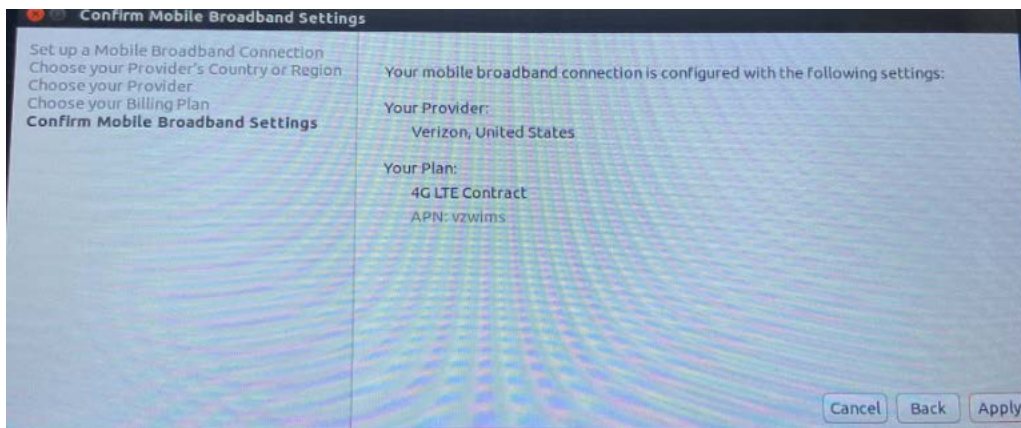 Confirm Mobile Broadband Settings
Set up a Mobile Broadband Connection
Choose your Provider's Country or Region
Choose your Provider
Choose your Billing Plan
Confirm Mobile Broadband Settings
Your mobile broadband connection is configured with the following settings:
Your Provider:
Verizon, United States
Your Plan:
4G LTE Contract
APN: vzwims
Cancel
Back
Apply